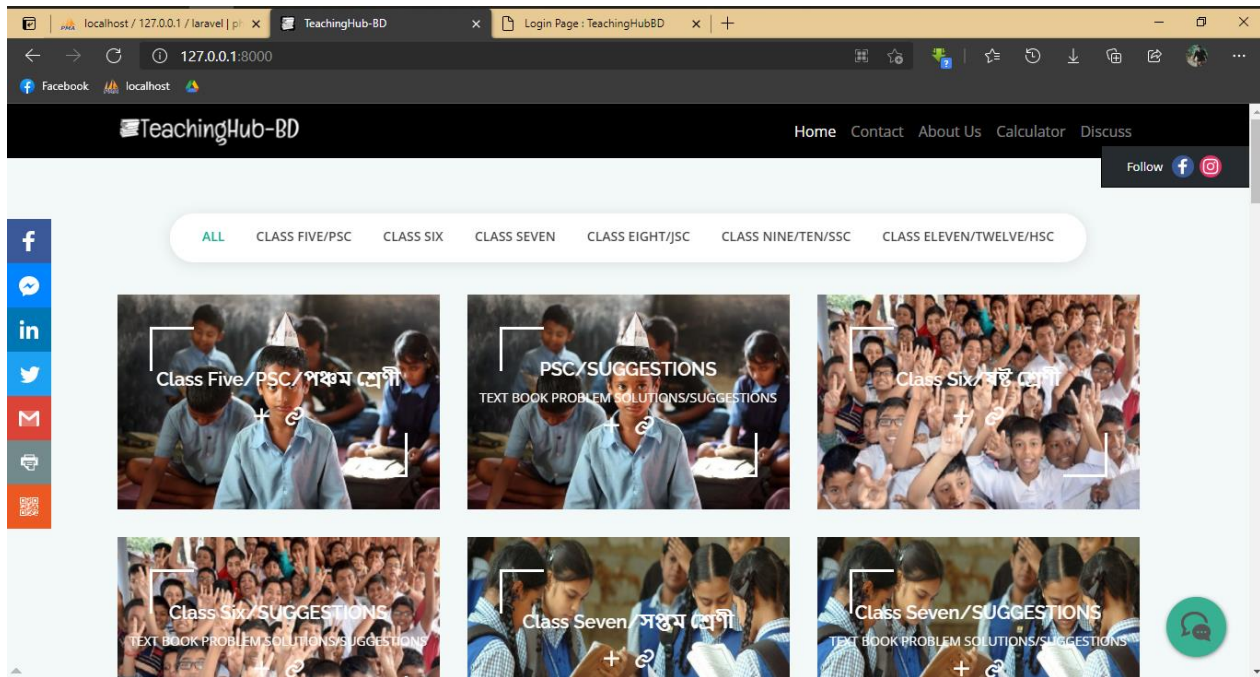 localhost / 127.0.0.1 / laravel | ph
TeachingHub-BD
Login Page : TeachingHubBD
127.0.0.1:8000
Facebook localhost
TeachingHub-BD
Home Contact About Us Calculator Discuss
Follow
ALL CLASS FIVE/PSC CLASS SIX CLASS SEVEN CLASS EIGHT/JSC CLASS NINE/TEN/SSC CLASS ELEVEN/TWELVE/HSC
Class Five/PSC/পঞ্চম শ্রেণী
PSC/SUGGESTIONS
TEXT BOOK PROBLEM SOLUTIONS/SUGGESTIONS
Class Six/ষষ্ট শ্রেণী
Class Six/SUGGESTIONS
TEXT BOOK PROBLEM SOLUTIONS/SUGGESTIONS
Class Seven/সপ্তম শ্রেণী
Class Seven/SUGGESTIONS
TEXT BOOK PROBLEM SOLUTIONS/SUGGESTIONS